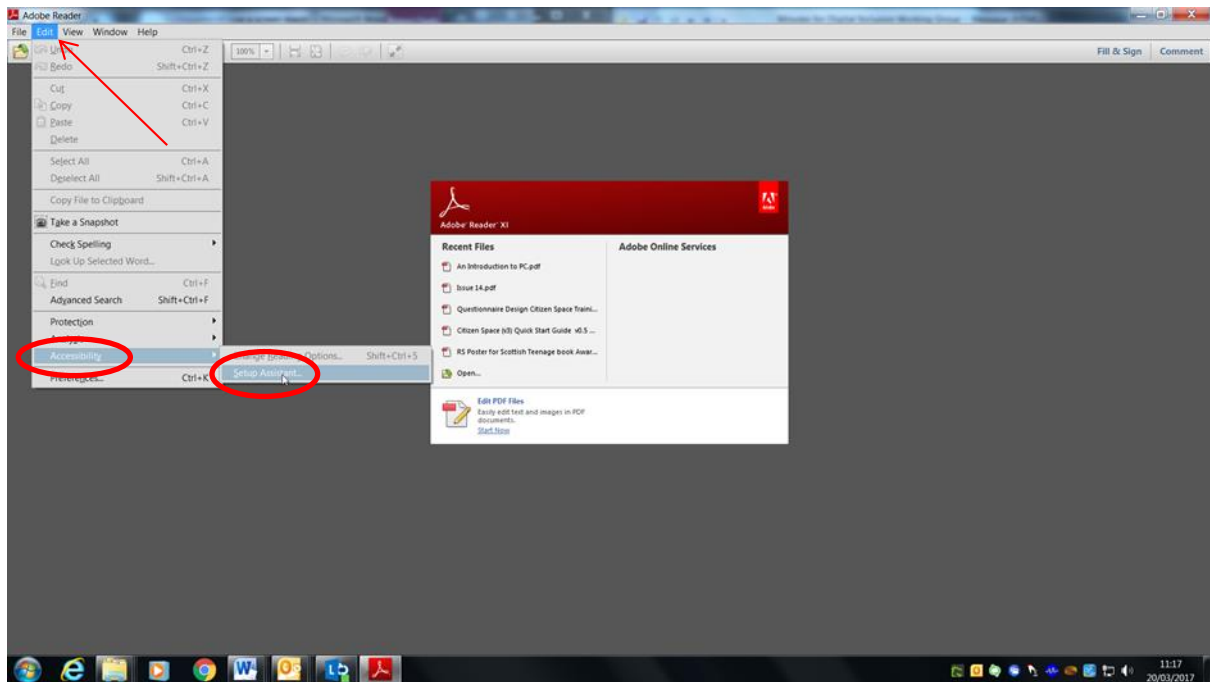 Adobe Reader
File Edit View Window Help
Undo Ctrl+Z
100%
Fill & Sign Comment
Redo Shift+Ctrl+Z
Cut Ctrl+X
Copy Ctrl+C
Paste Ctrl+V
Delete
Select All Ctrl+A
Deselect All Shift+Ctrl+A
Copy File to Clipboard
Take a Snapshot
Check Spelling
Look Up Selected Word...
Find Ctrl+F
Advanced Search Shift+Ctrl+F
Protection
Accessibility
Change Reading Options... Shift+Ctrl+5
Setup Assistant...
Preferences... Ctrl+K
Adobe Reader XI
Adobe
Recent Files
An Introduction to PC.pdf
Issue 14.pdf
Questionnaire Design Citizen Space Traini...
Citizen Space (v3) Quick Start Guide v0.5 ...
RS Poster for Scottish Teenage book Awar...
Open...
Adobe Online Services
Edit PDF Files
Easily edit text and images in PDF
documents.
Start Now
11:17
20/03/2017